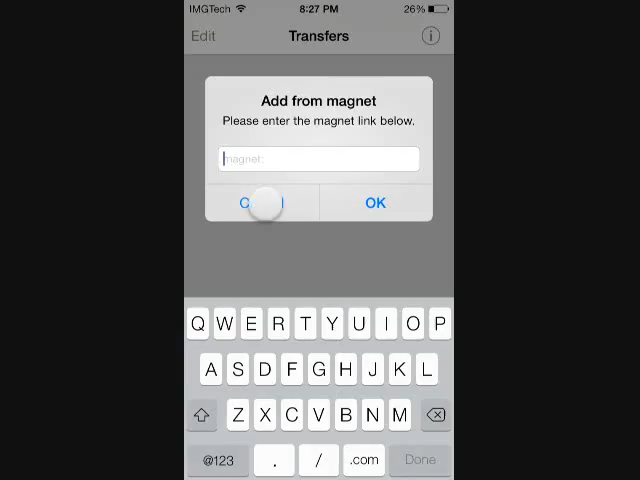 IMGTech 8:27 PM 26%
Edit Transfers
Add from magnet
Please enter the magnet link below.
magnet:
OK
Q W E R T Y U I O P
A S D F G H J K L
Z X C V B N M
@123 . / .com Done